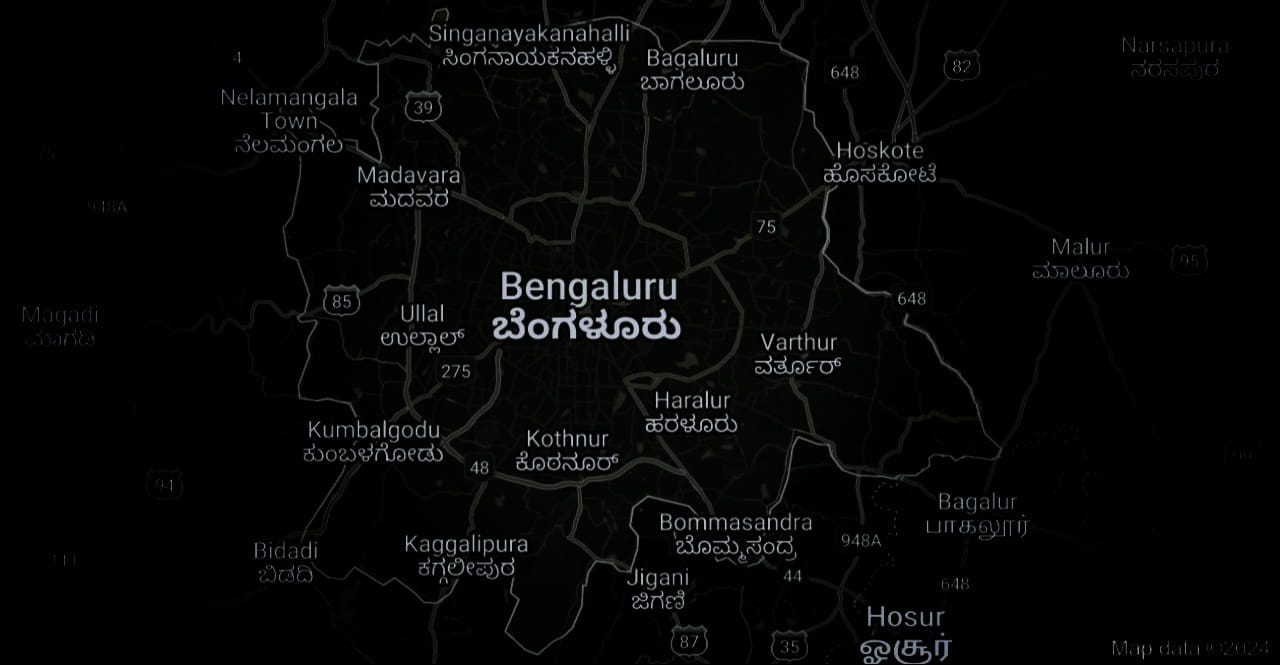 Singanayakanahalli
ಸಿಂಗನಾಯಕನಹಳ್ಳಿ
Bagaluru
ಬಾಗಲೂರು
Narsapura
ನರಸಪುರ
4
648
82
Nelamangala
Town
ನೆಲಮಂಗಲ
39
Hoskote
ಹೊಸಕೋಟೆ
Madavara
ಮದವರ
948A
75
Malur
ಮಾಲೂರು
95
Bengaluru
ಬೆಂಗಳೂರು
85
648
Magadi
ಮಾಗಡಿ
Ullal
ಉಲ್ಲಾಲ್
Varthur
ವರ್ತೂರ್
275
Haralur
ಹರಳೂರು
Kumbalgodu
ಕುಂಬಳಗೋಡು
Kothnur
ಕೊಠನೂರ್
48
94
Bagalur
பாகலூர்
Bommasandra
ಬೊಮ್ಮಸಂದ್ರ
948A
Bidadi
ಬಿಡದಿ
Kaggalipura
ಕಗ್ಗಲೀಪುರ
Jigani
ಜಿಗಣಿ
44
648
Hosur
ஓசூர்
87
35
Map data ©2024